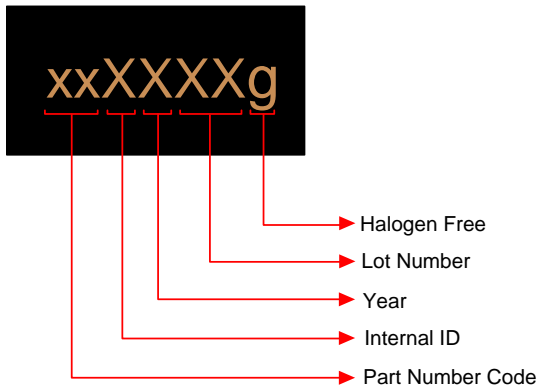 xxXXXXg
Halogen Free
Lot Number
Year
Internal ID
Part Number Code